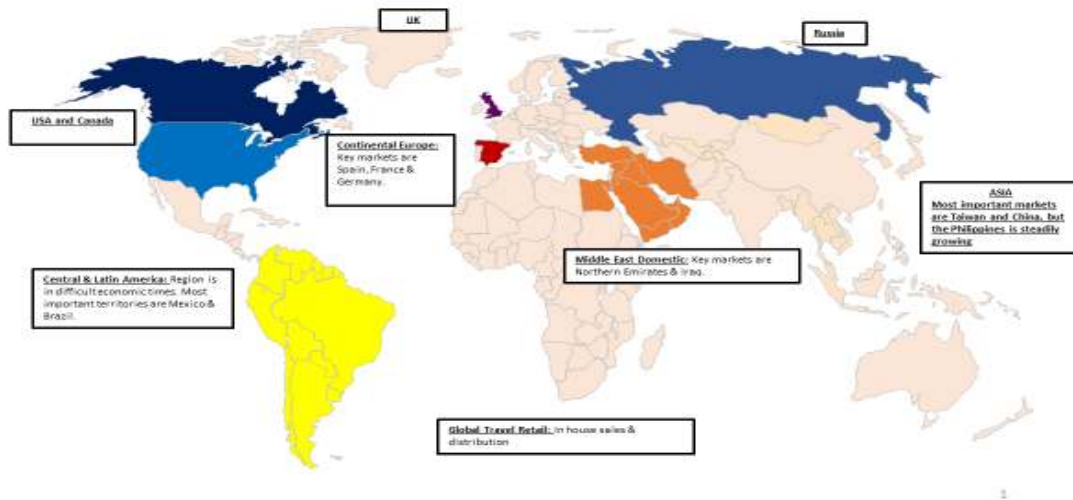 UK
Russia
USA and Canada
Continental Europe:
Key markets are
Spain, France &
Germany.
ASIA
Most important markets
are Taiwan and China, but
the Philippines is steadily
growing
Middle East Domestic: Key markets are
Northern Emirates & Iraq.
Central & Latin America: Region is
in difficult economic times. Most
important territories are Mexico &
Brazil.
Global Travel Retail: In house sales &
distribution
1